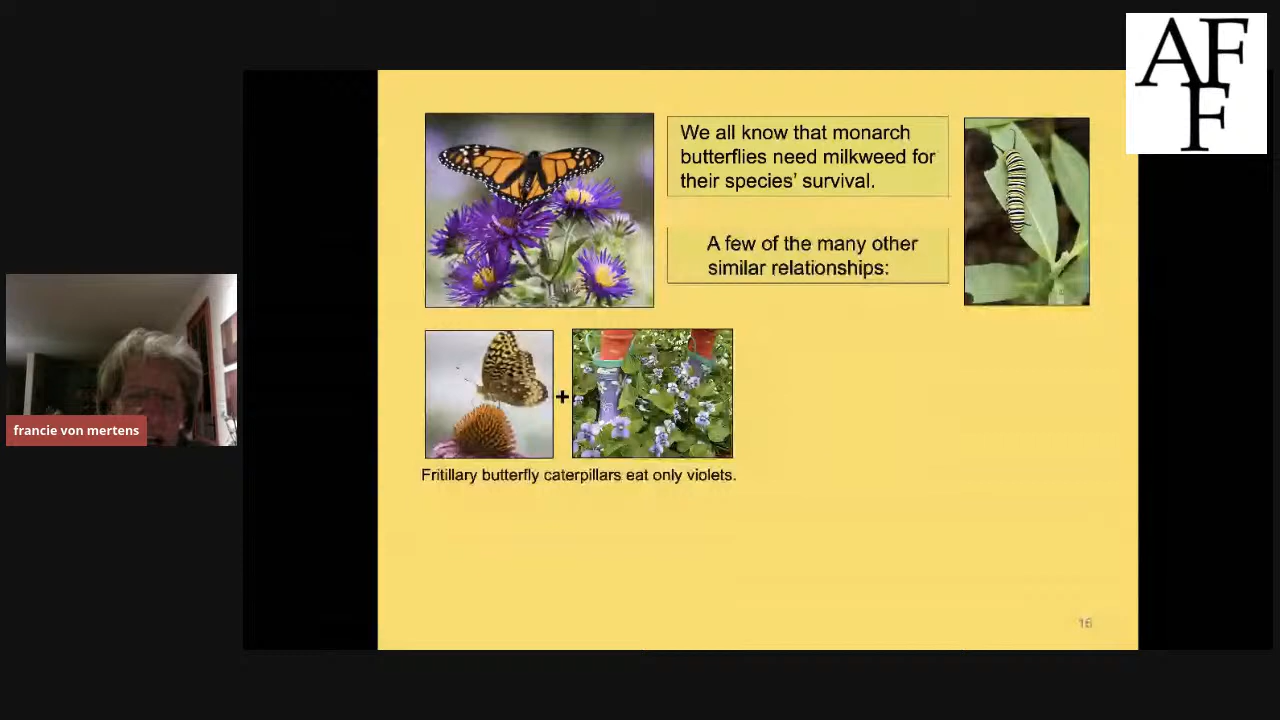 AF
F
We all know that monarch
butterflies need milkweed for
their species' survival.
A few of the many other
similar relationships:
+
Fritillary butterfly caterpillars eat only violets.
francie von mertens
16